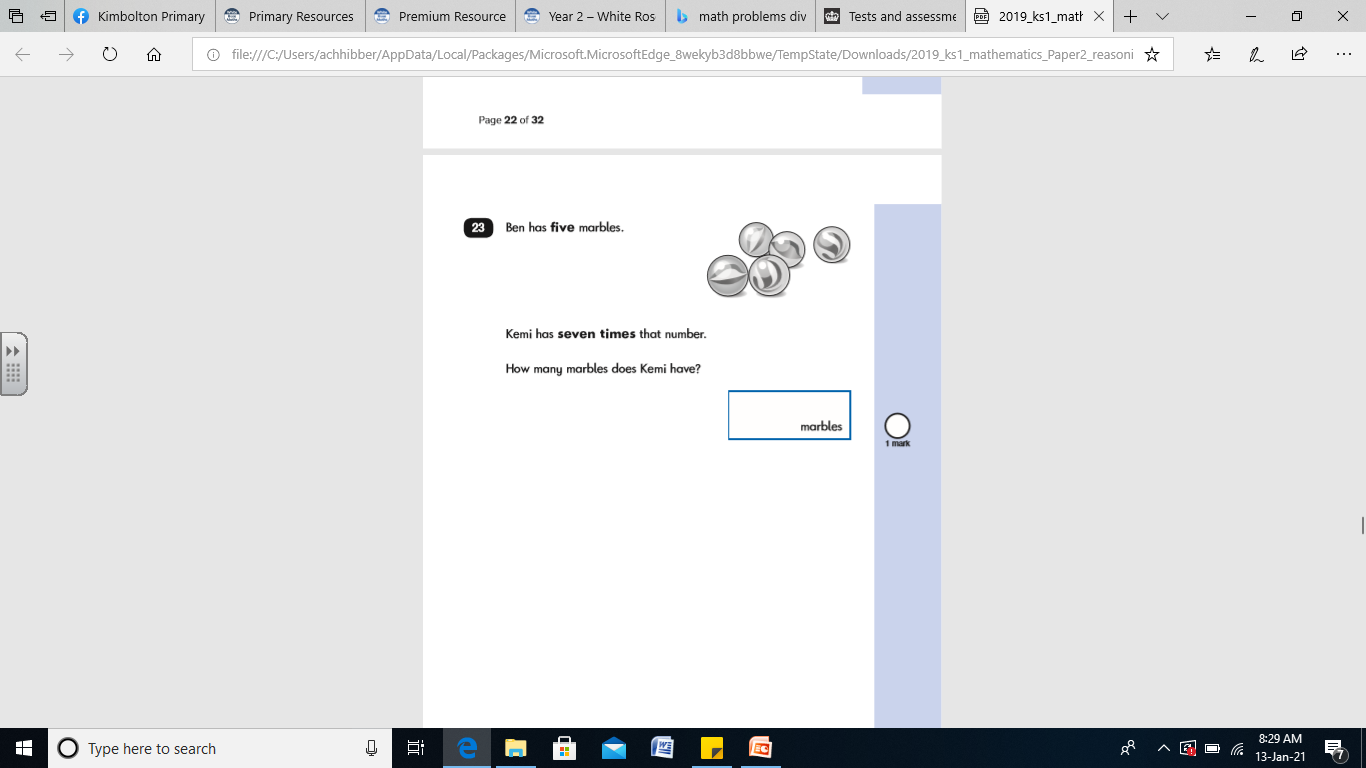 Kimbolton Primary
Primary Resources
Premium Resource
Year 2 – White Ros
math problems div
Tests and assessme
2019_ks1_math
file:///C:/Users/achhibber/AppData/Local/Packages/Microsoft.MicrosoftEdge_8wekyb3d8bbwe/TempState/Downloads/2019_ks1_mathematics_Paper2_reasoni
Page 22 of 32
23 Ben has five marbles.
Kemi has seven times that number.
How many marbles does Kemi have?
marbles
1 mark
Type here to search
8:29 AM
13-Jan-21
7